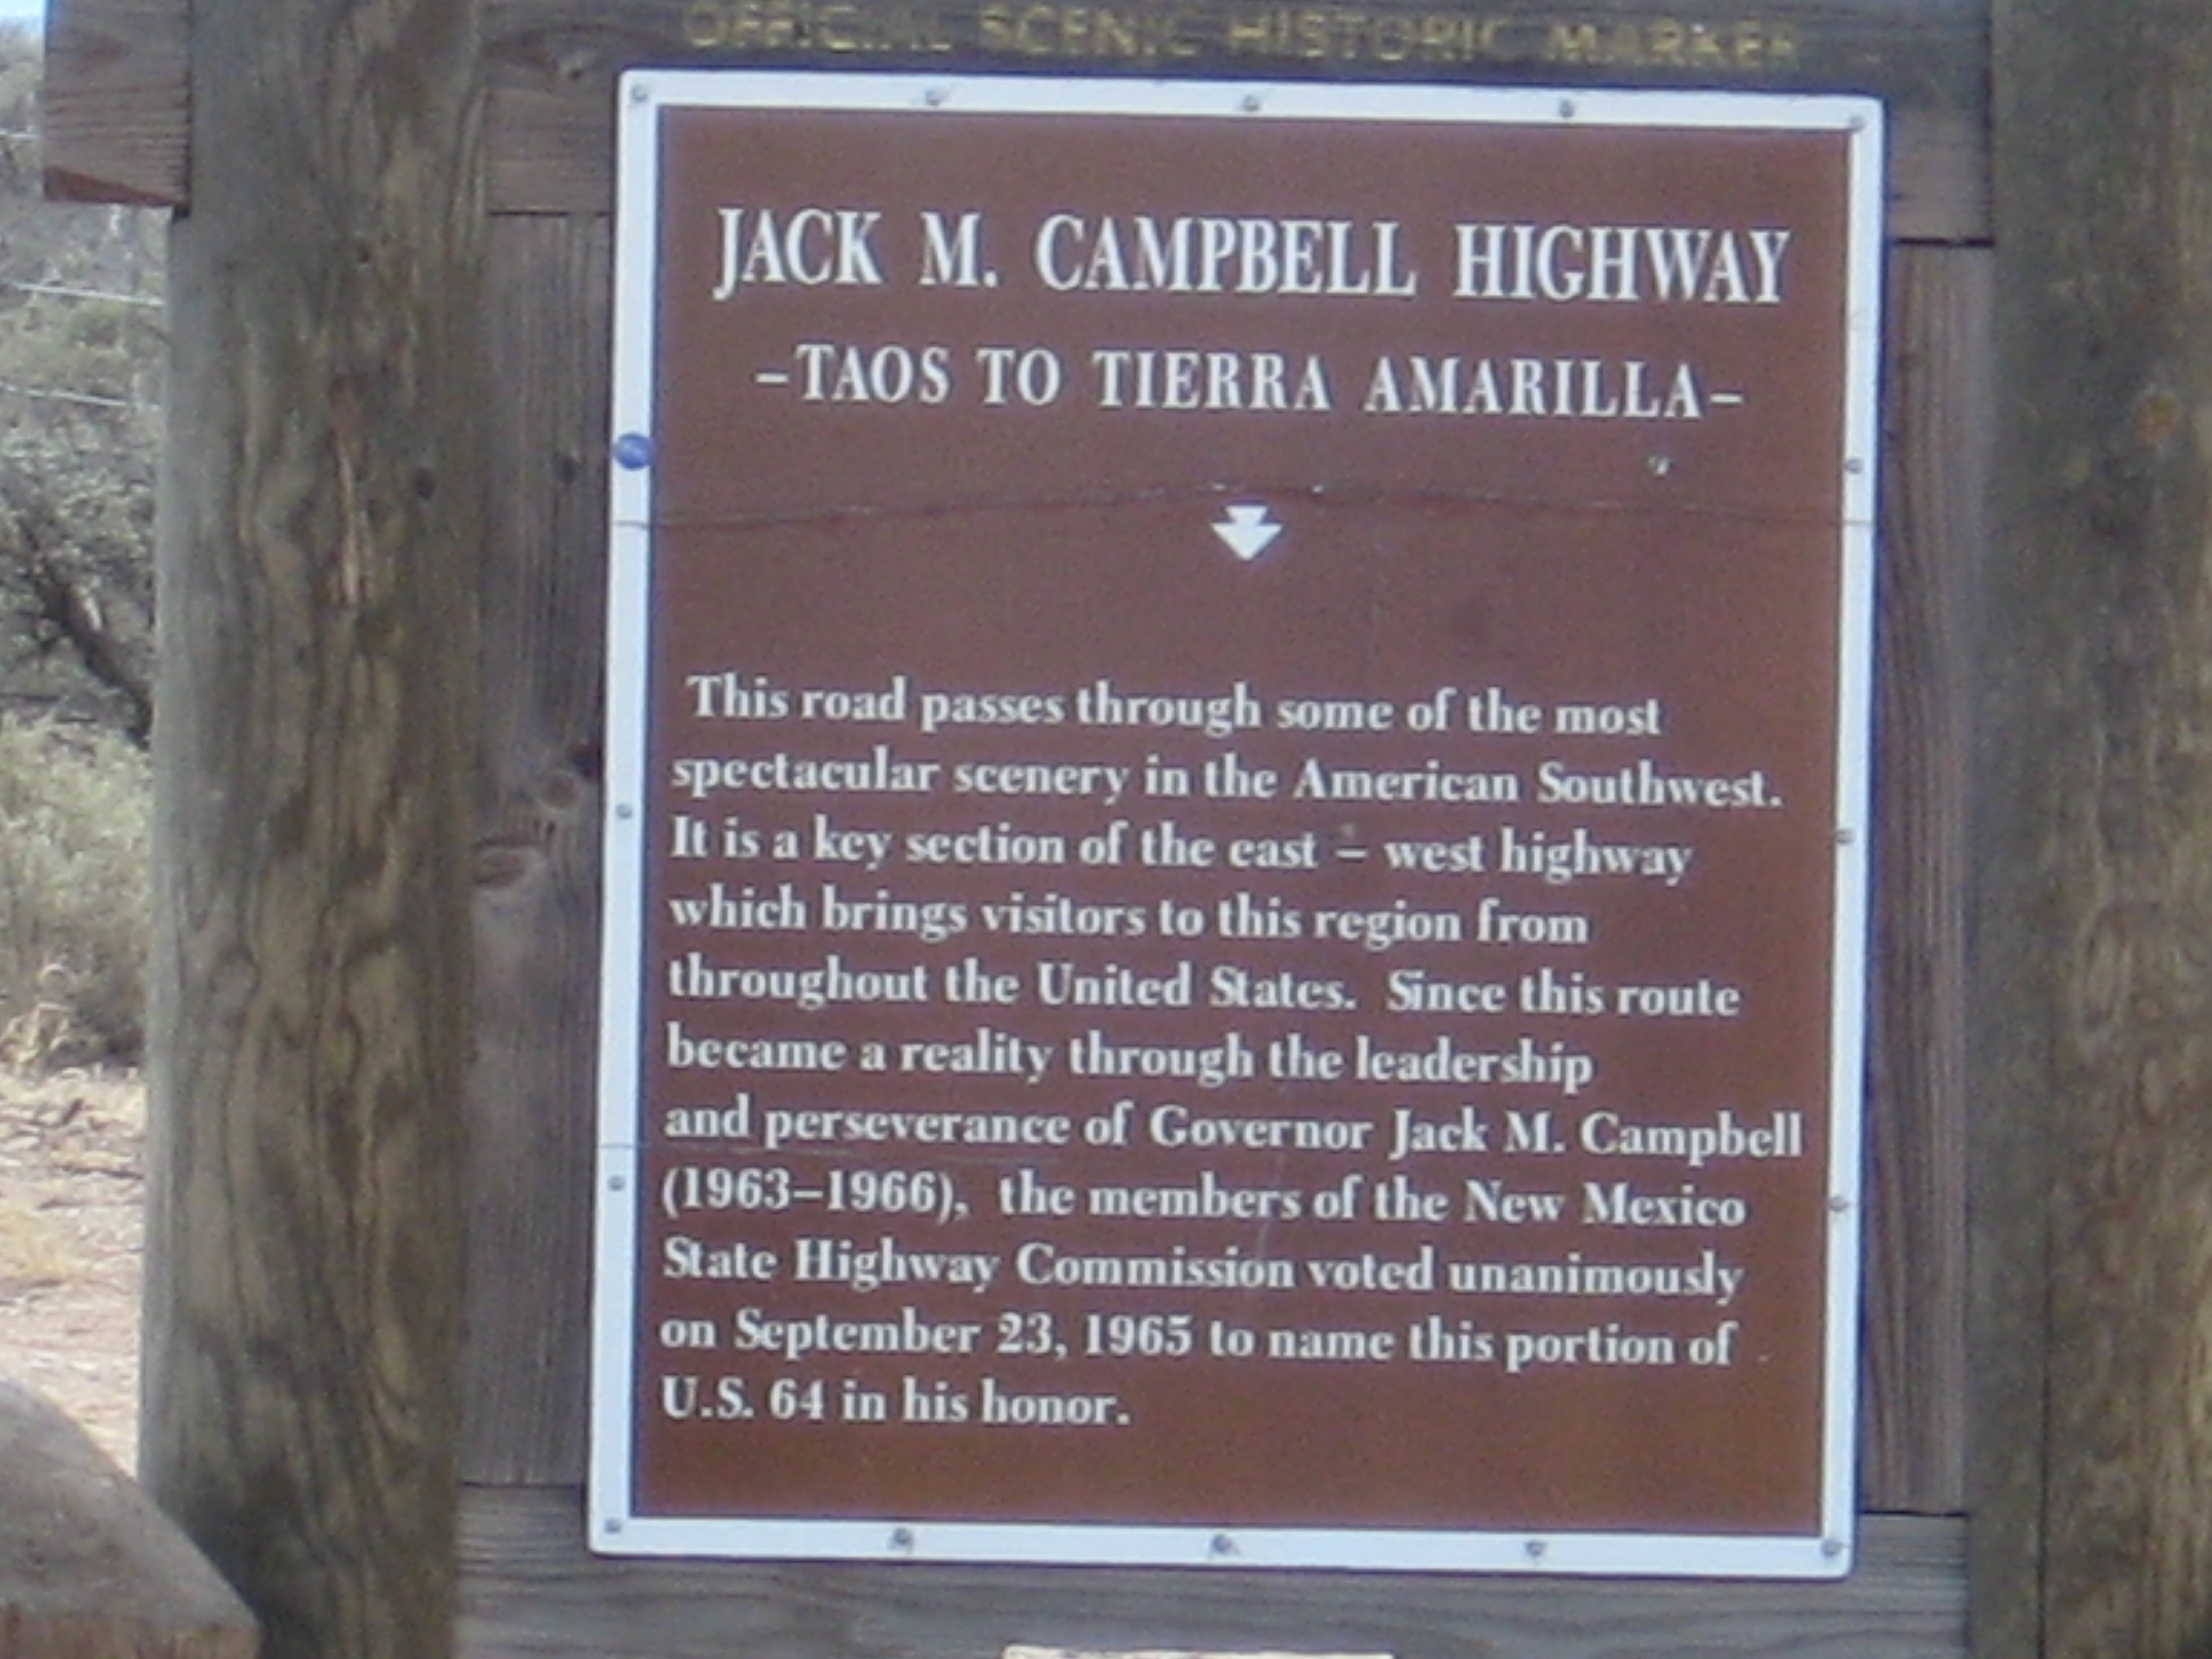 OFFICIAL SCENIC HISTORIC MARKER
JACK M. CAMPBELL HIGHWAY
–TAOS TO TIERRA AMARILLA–
This road passes through some of the most
spectacular scenery in the American Southwest.
It is a key section of the east – west highway
which brings visitors to this region from
throughout the United States. Since this route
became a reality through the leadership
and perseverance of Governor Jack M. Campbell
(1963–1966), the members of the New Mexico
State Highway Commission voted unanimously
on September 23, 1965 to name this portion of
U.S. 64 in his honor.